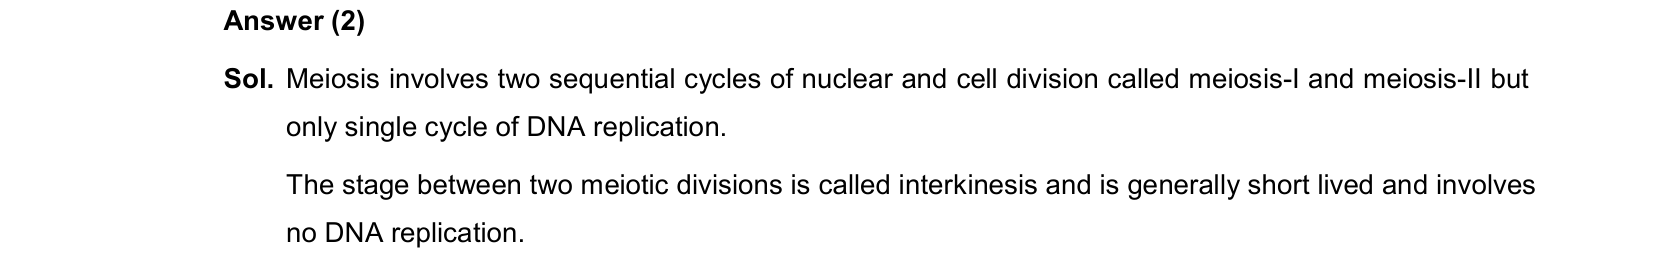 Answer (2)
Sol. Meiosis involves two sequential cycles of nuclear and cell division called meiosis-I and meiosis-II but
only single cycle of DNA replication.
The stage between two meiotic divisions is called interkinesis and is generally short lived and involves
no DNA replication.